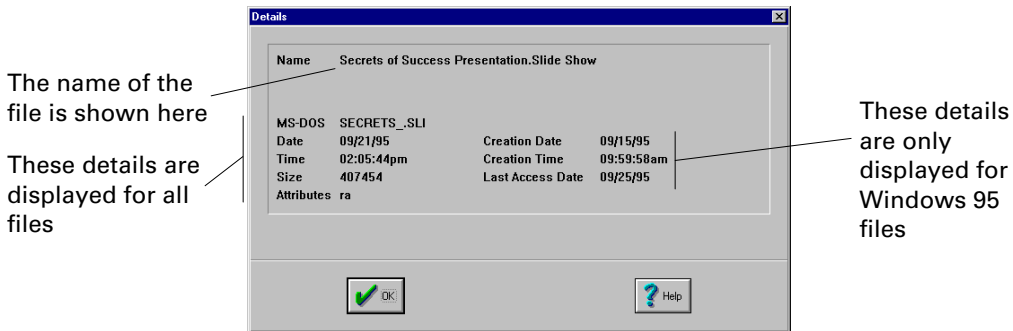 Details
Name Secrets of Success Presentation.Slide Show
The name of the
file is shown here
MS-DOS SECRETS_.SLI
Date 09/21/95 Creation Date 09/15/95
Time 02:05:44pm Creation Time 09:59:58am
Size 407454 Last Access Date 09/25/95
Attributes ra
These details are
displayed for all
files
These details
are only
displayed for
Windows 95
files
OK
? Help